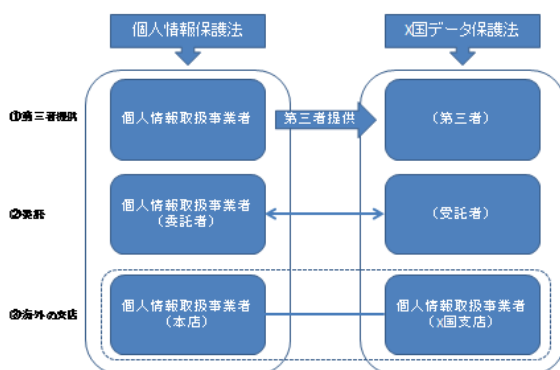 個人情報保護法
X国データ保護法
①第三者提供
個人情報取扱事業者
第三者提供
(第三者)
②委託
個人情報取扱事業者
(委託者)
(受託者)
③海外の支店
個人情報取扱事業者
(本店)
個人情報取扱事業者
(X国支店)